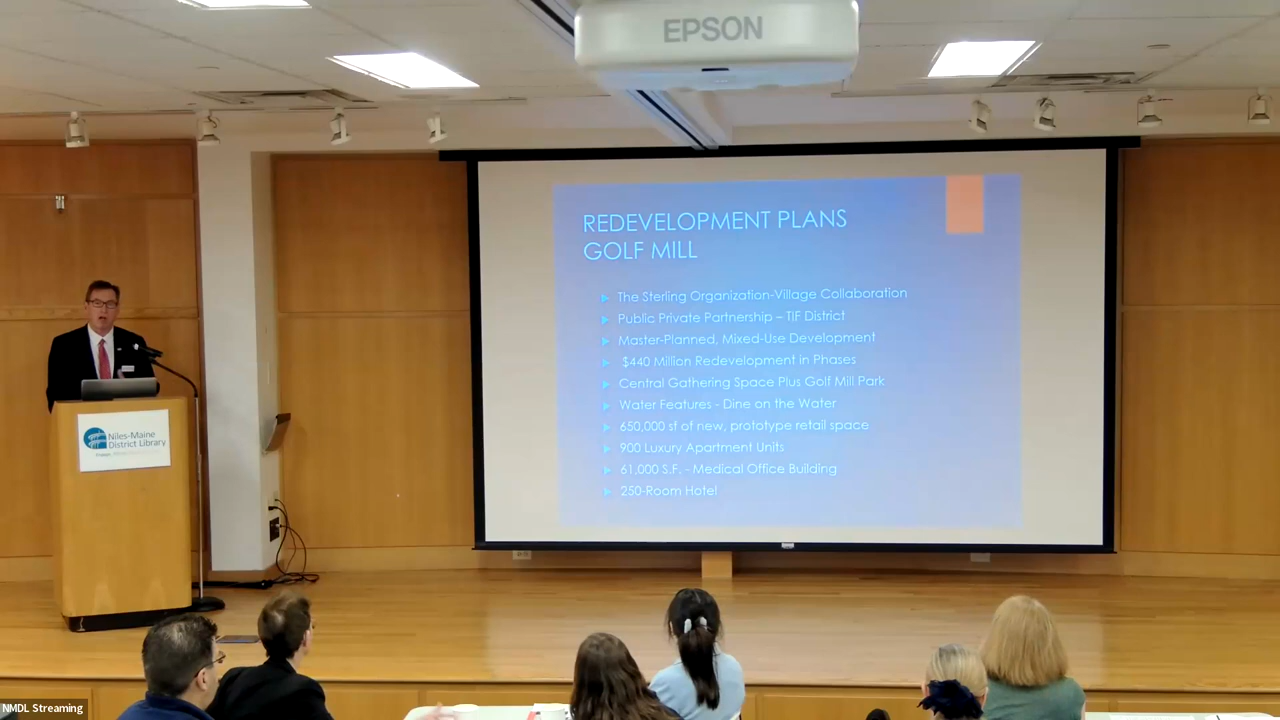 EPSON
REDEVELOPMENT PLANS
GOLF MILL
The Sterling Organization-Village Collaboration
Public Private Partnership – TIF District
Master-Planned, Mixed-Use Development
$440 Million Redevelopment in Phases
Central Gathering Space Plus Golf Mill Park
Water Features - Dine on the Water
650,000 sf of new, prototype retail space
900 Luxury Apartment Units
61,000 S.F. - Medical Office Building
250-Room Hotel
Niles-Maine
District Library
NMDL Streaming